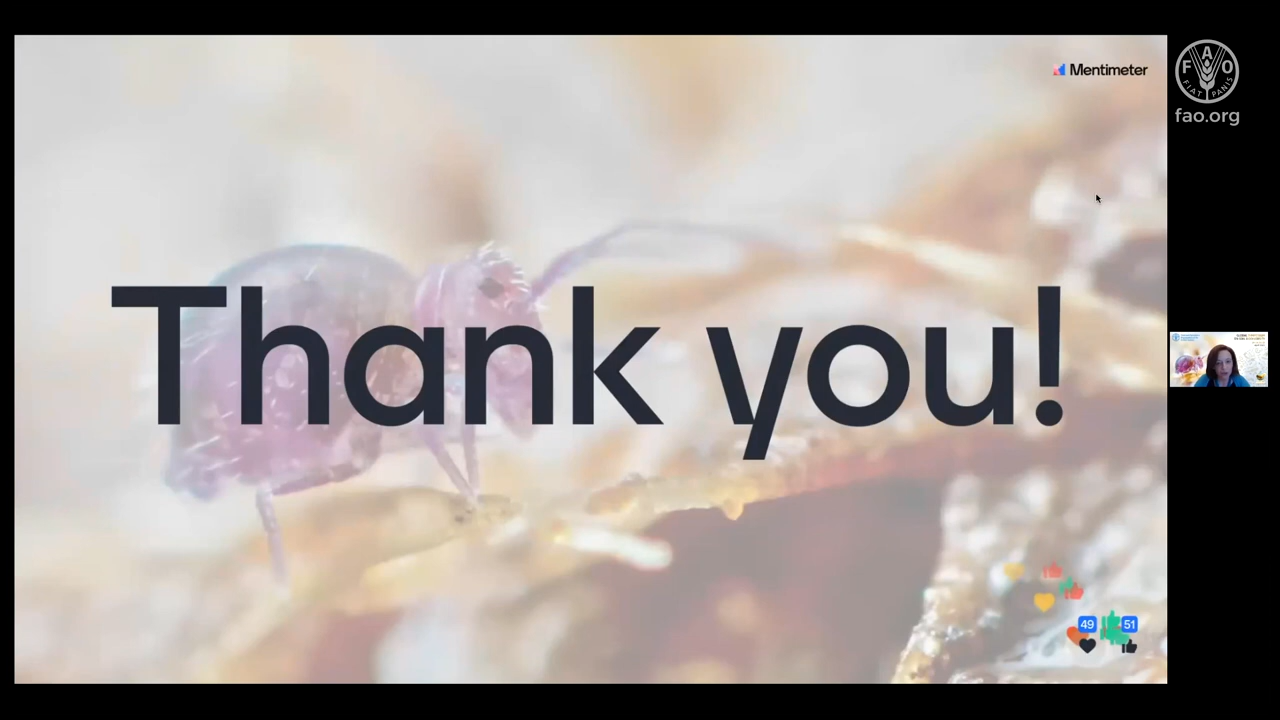 Mentimeter
F A O
FIAT PANIS
fao.org
Thank you!
49
51